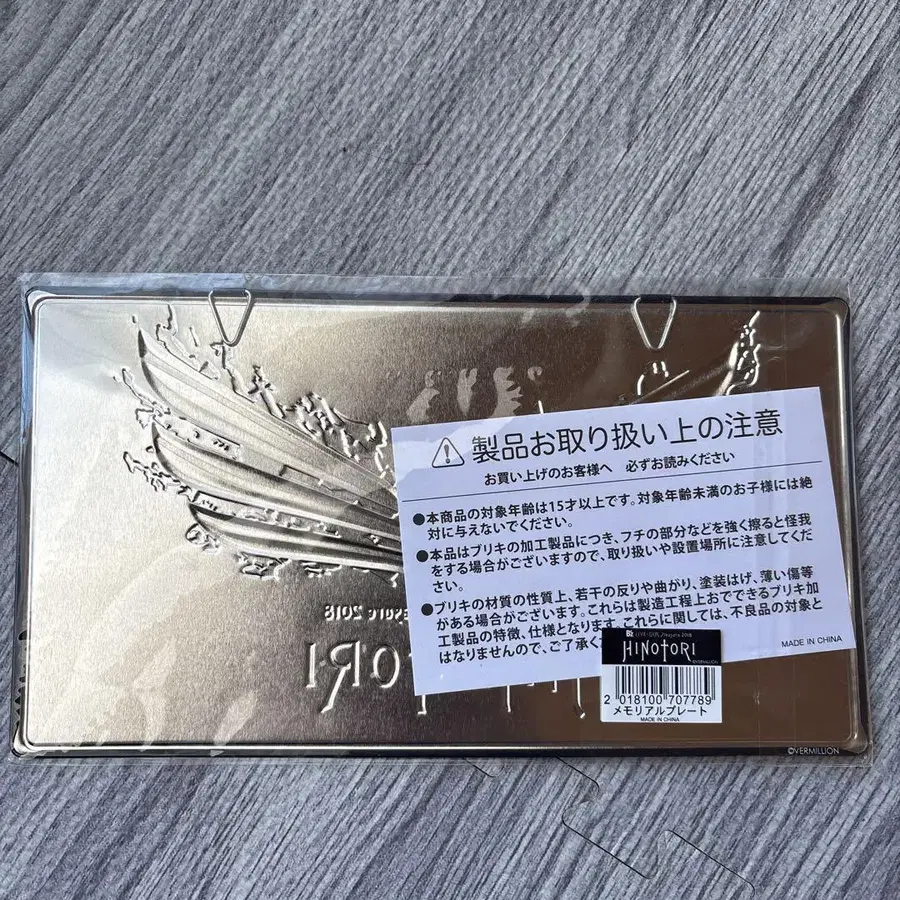 製品お取り扱い上の注意
お買い上げのお客様へ 必ずお読みください
●本商品の対象年齢は15才以上です。対象年齢未満のお子様には絶
対に与えないでください。
●本品はブリキの加工製品につき、フチの部分などを強く擦ると怪我
をする場合がございますので、取り扱いや設置場所に注意してくだ
さい。
●ブリキの材質の性質上、若干の反りや曲がり、塗装はげ、薄い傷等
がある場合がございます。これらは製造工程上おでできるブリキ加
工製品の特徴、仕様となります。これらに関しては、不良品の対象と
はなりませんので、ご了承く
MADE IN CHINA
B'z LIVE-GYM Pleasure 2018
HINOTORI
©VERMILLION
2 018100 707789
メモリアルプレート
MADE IN CHINA
esure 2018
TORI
©VERMILLION